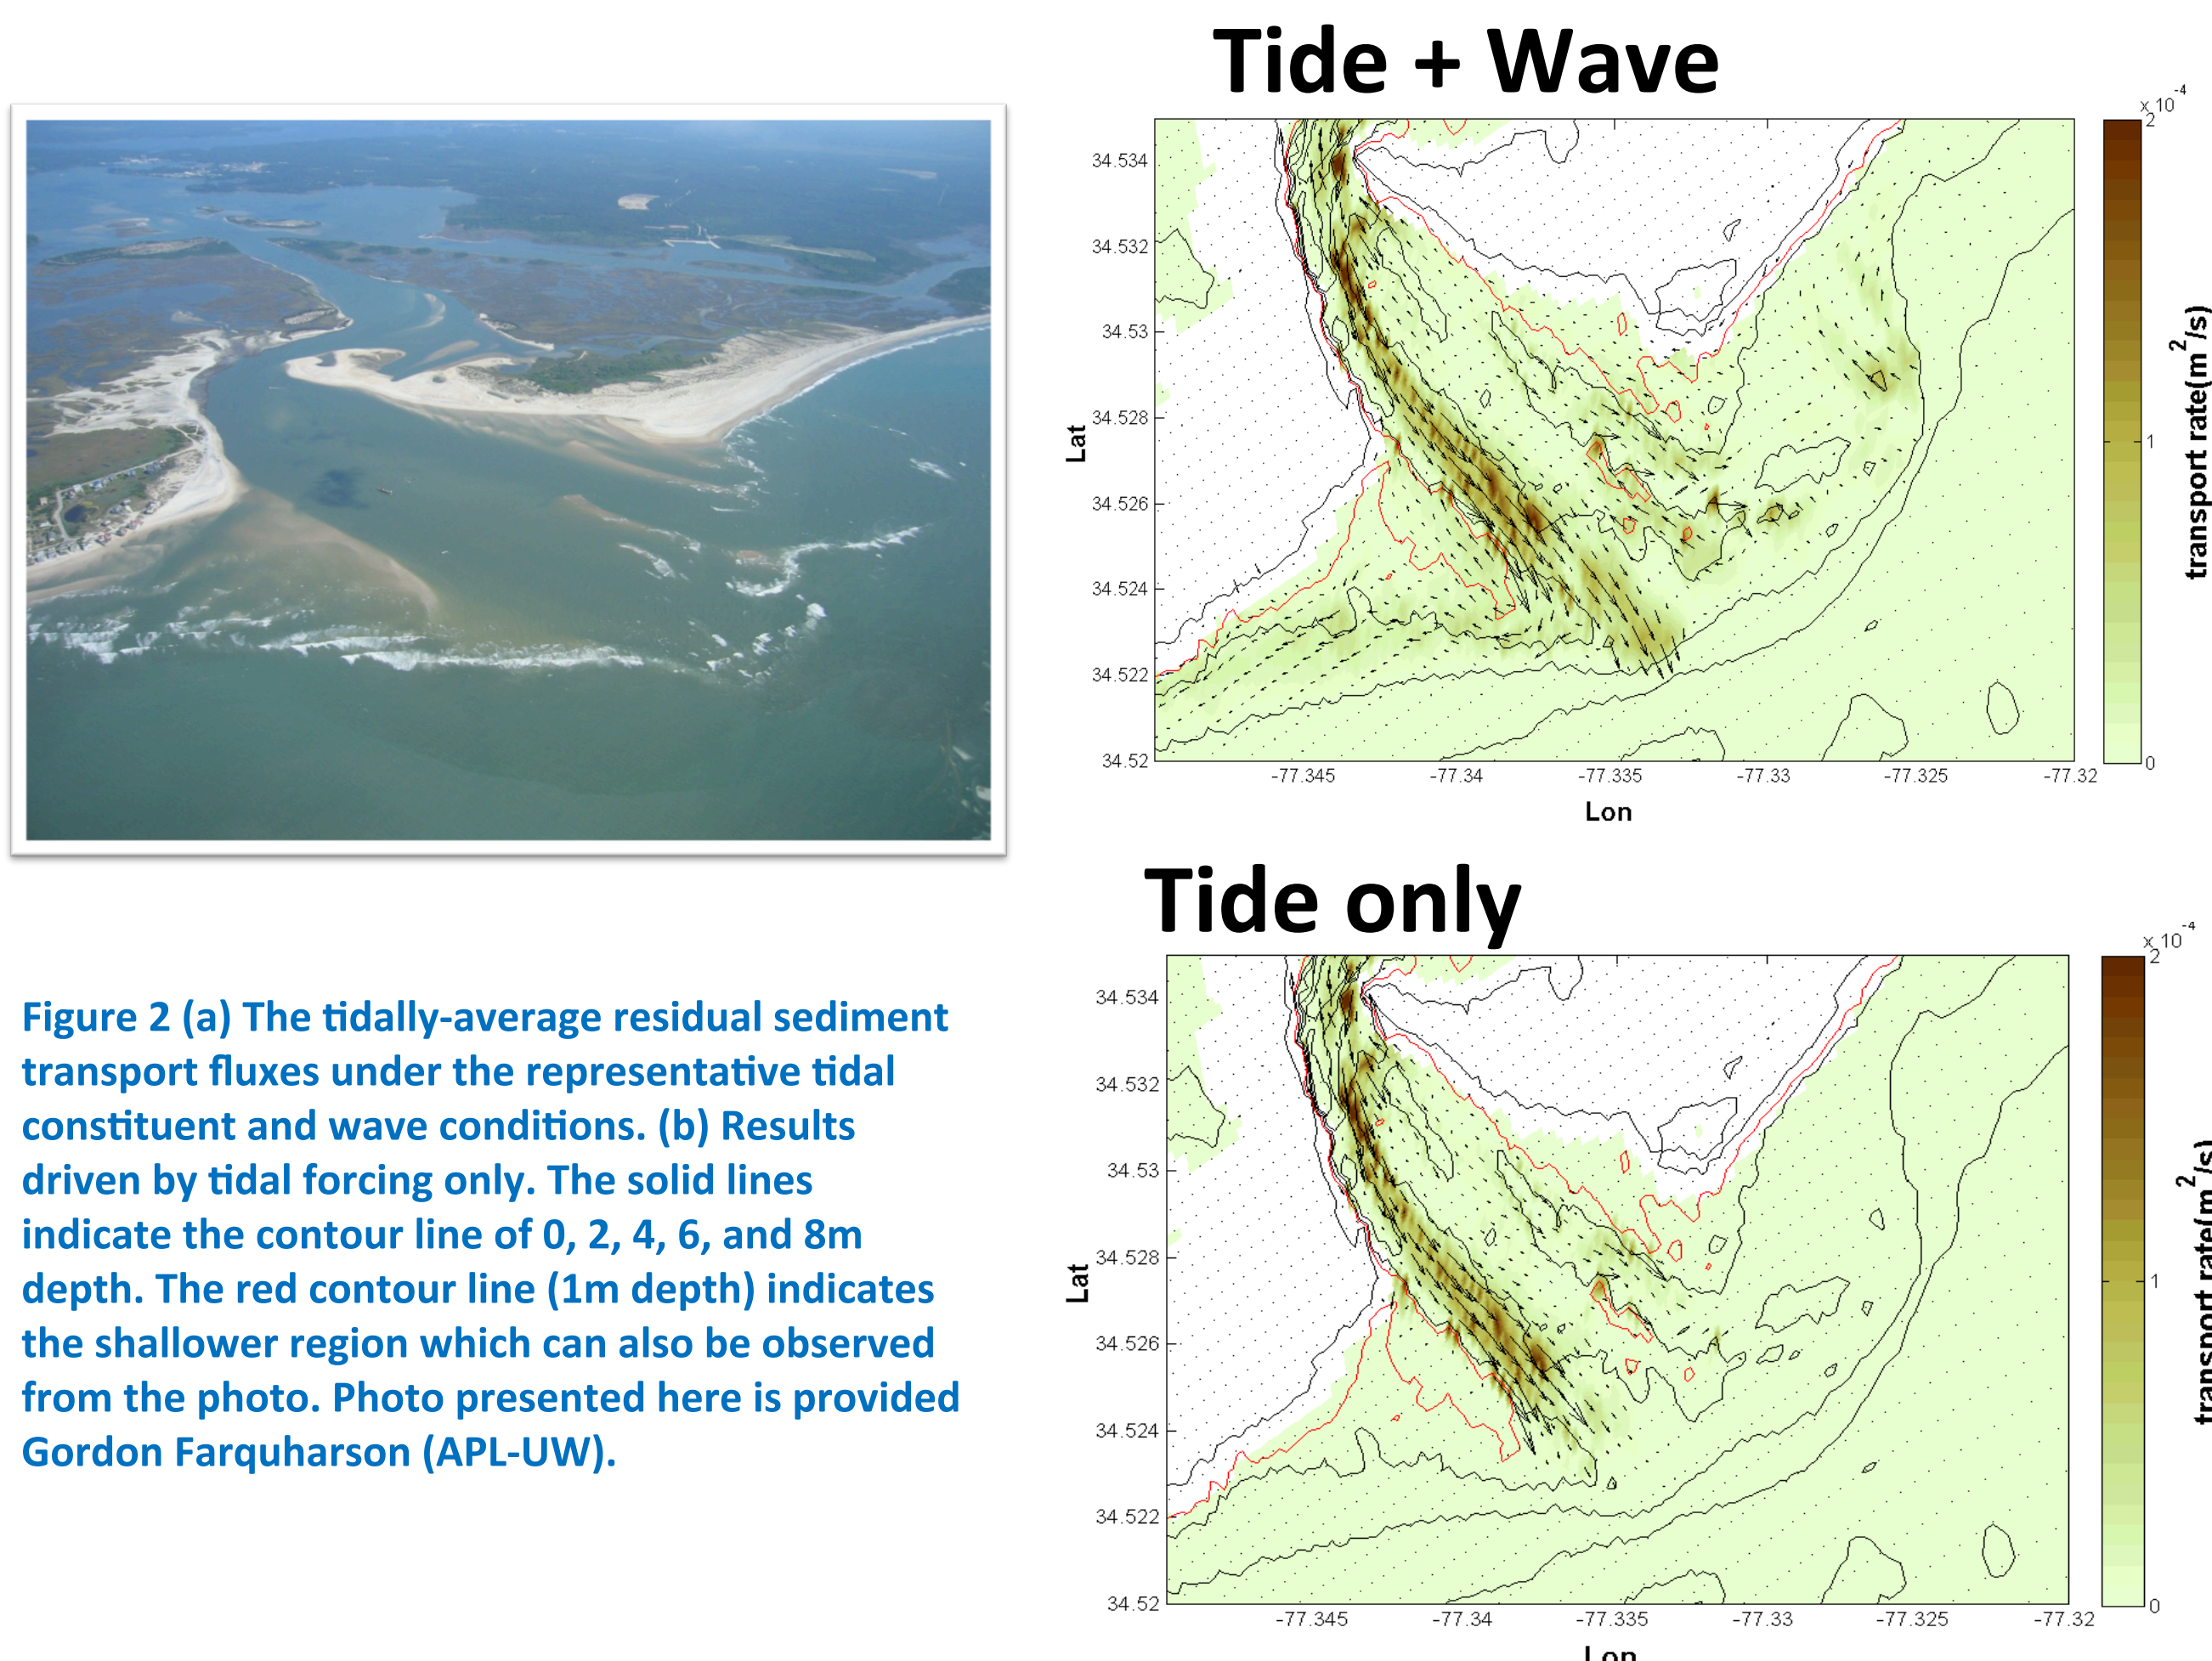 Tide + Wave
x 10-4
2
34.534
34.532
34.53
34.528
34.526
34.524
34.522
34.52
Lat
1
0
transport rate(m2/s)
-77.345
-77.34
-77.335
-77.33
-77.325
-77.32
Lon
Tide only
x 10-4
2
34.534
34.532
34.53
34.528
34.526
34.524
34.522
34.52
Lat
1
0
transport rate(m2/s)
-77.345
-77.34
-77.335
-77.33
-77.325
-77.32
Lon
Figure 2 (a) The tidally-average residual sediment
transport fluxes under the representative tidal
constituent and wave conditions. (b) Results
driven by tidal forcing only. The solid lines
indicate the contour line of 0, 2, 4, 6, and 8m
depth. The red contour line (1m depth) indicates
the shallower region which can also be observed
from the photo. Photo presented here is provided
Gordon Farquharson (APL-UW).